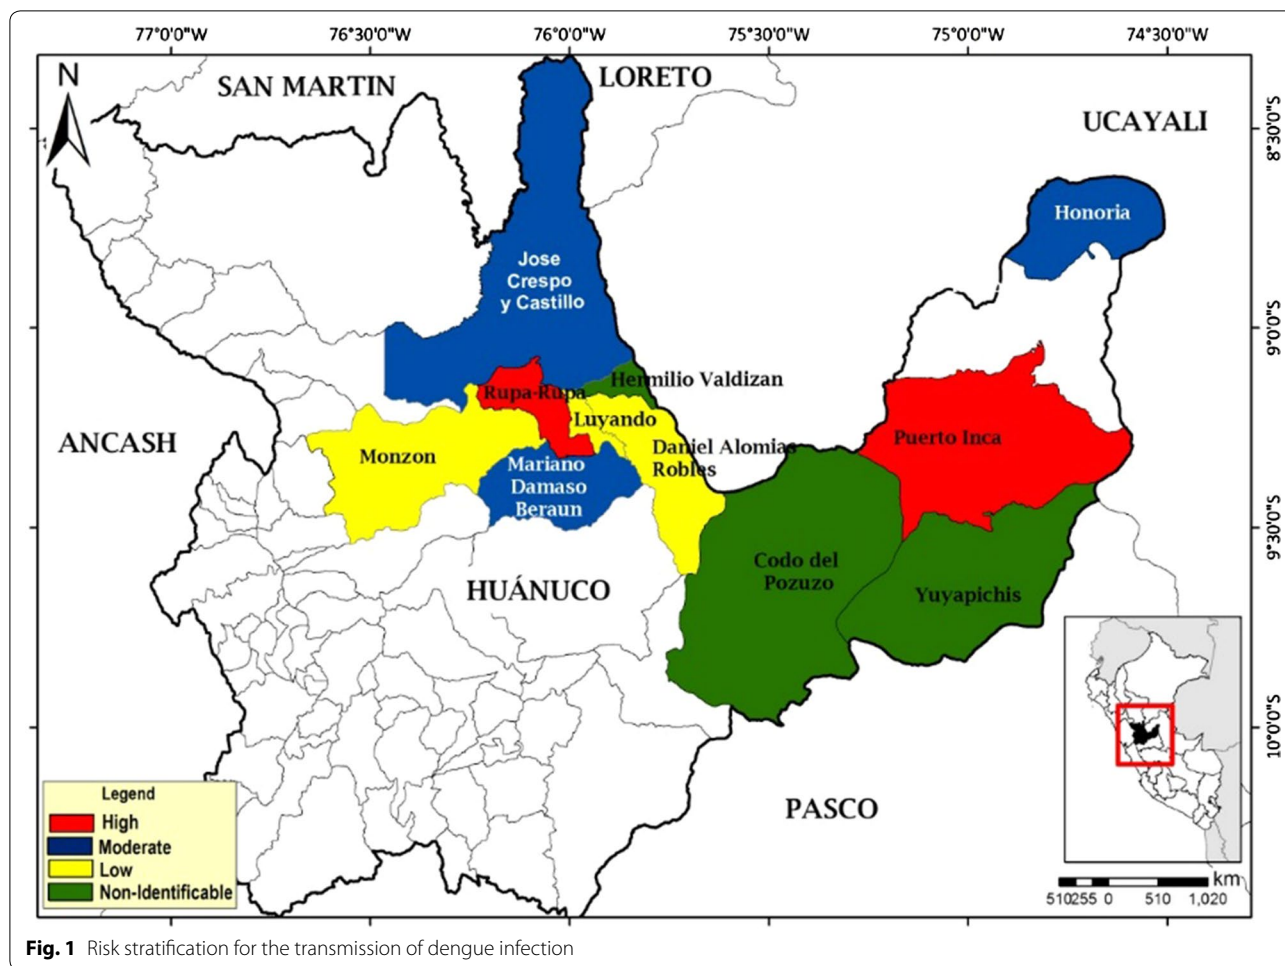 77°0'0"W 76°30'0"W 76°0'0"W 75°30'0"W 75°0'0"W 74°30'0"W
N
SAN MARTIN
LORETO
UCAYALI
8°30'0"S
Honoria
Jose
Crespo
y Castillo
9°0'0"S
Hermilio Valdizan
Rupa-Rupa
Luyando
ANCASH
Monzon
Daniel Alomias
Robles
Puerto Inca
Mariano
Damaso
Beraun
9°30'0"S
HUÁNUCO
Codo del
Pozuzo
Yuyapichis
10°0'0"S
PASCO
Legend
High
Moderate
Low
Non-Identificable
km
510255 0 510 1,020
Fig. 1 Risk stratification for the transmission of dengue infection